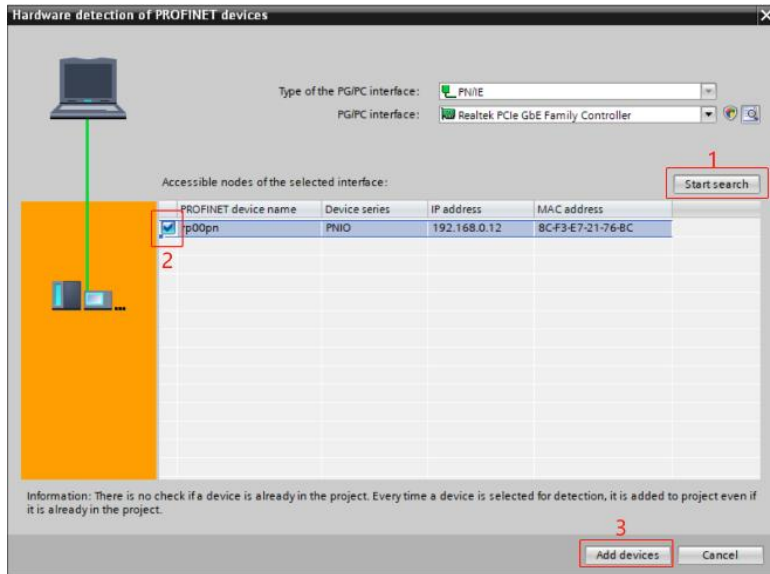 Hardware detection of PROFINET devices
Type of the PG/PC interface: PN/IE
PG/PC interface: Realtek PCIe GbE Family Controller
1
Accessible nodes of the selected interface:
Start search
PROFINET device name Device series IP address MAC address
rp00pn PNIO 192.168.0.12 8C-F3-E7-21-76-BC
2
...
Information: There is no check if a device is already in the project. Every time a device is selected for detection, it is added to project even if
it is already in the project.
3
Add devices Cancel